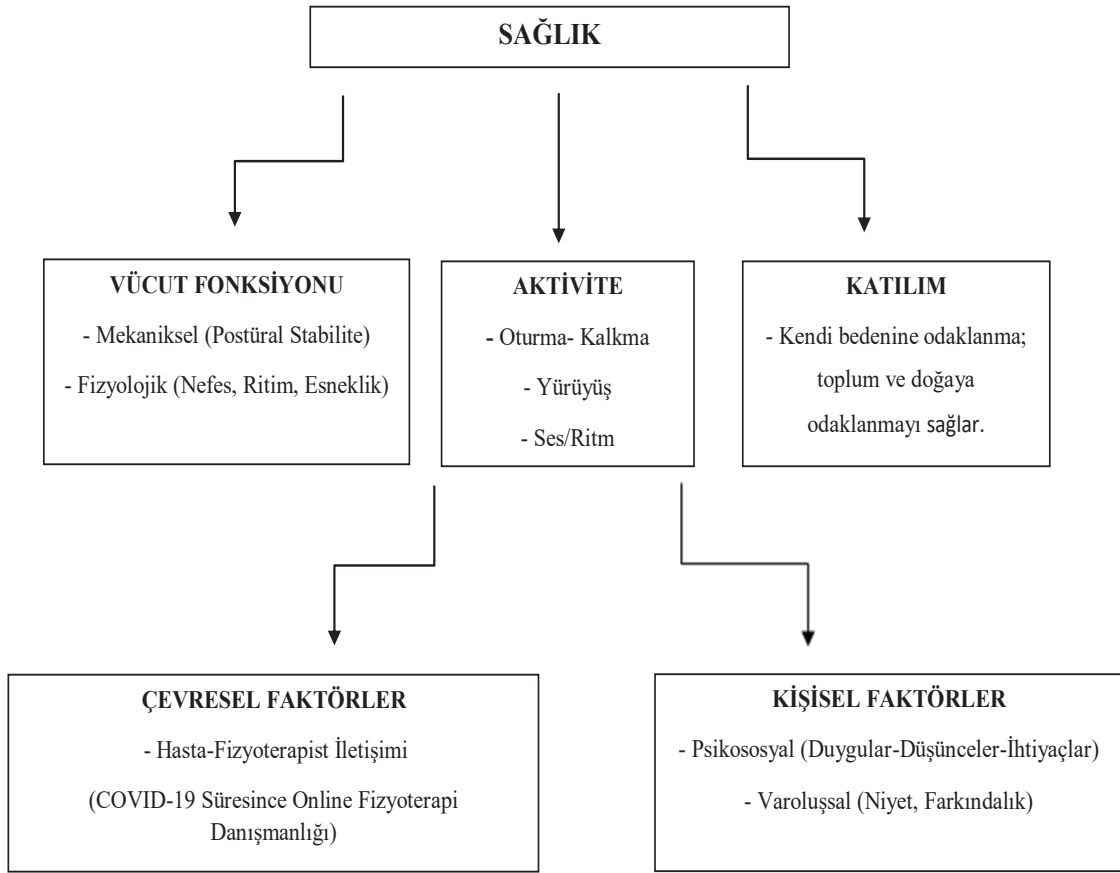 SAĞLIK
VÜCUT FONKSİYONU
- Mekaniksel (Postüral Stabilite)
- Fizyolojik (Nefes, Ritim, Esneklik)
AKTİVİTE
- Oturma- Kalkma
- Yürüyüş
- Ses/Ritm
KATILIM
- Kendi bedenine odaklanma;
toplum ve doğaya
odaklanmayı sağlar.
ÇEVRESEL FAKTÖRLER
- Hasta-Fizyoterapist İletişimi
(COVID-19 Süresince Online Fizyoterapi
Danışmanlığı)
KİŞİSEL FAKTÖRLER
- Psikososyal (Duygular-Düşünceler-İhtiyaçlar)
- Varoluşsal (Niyet, Farkındalık)